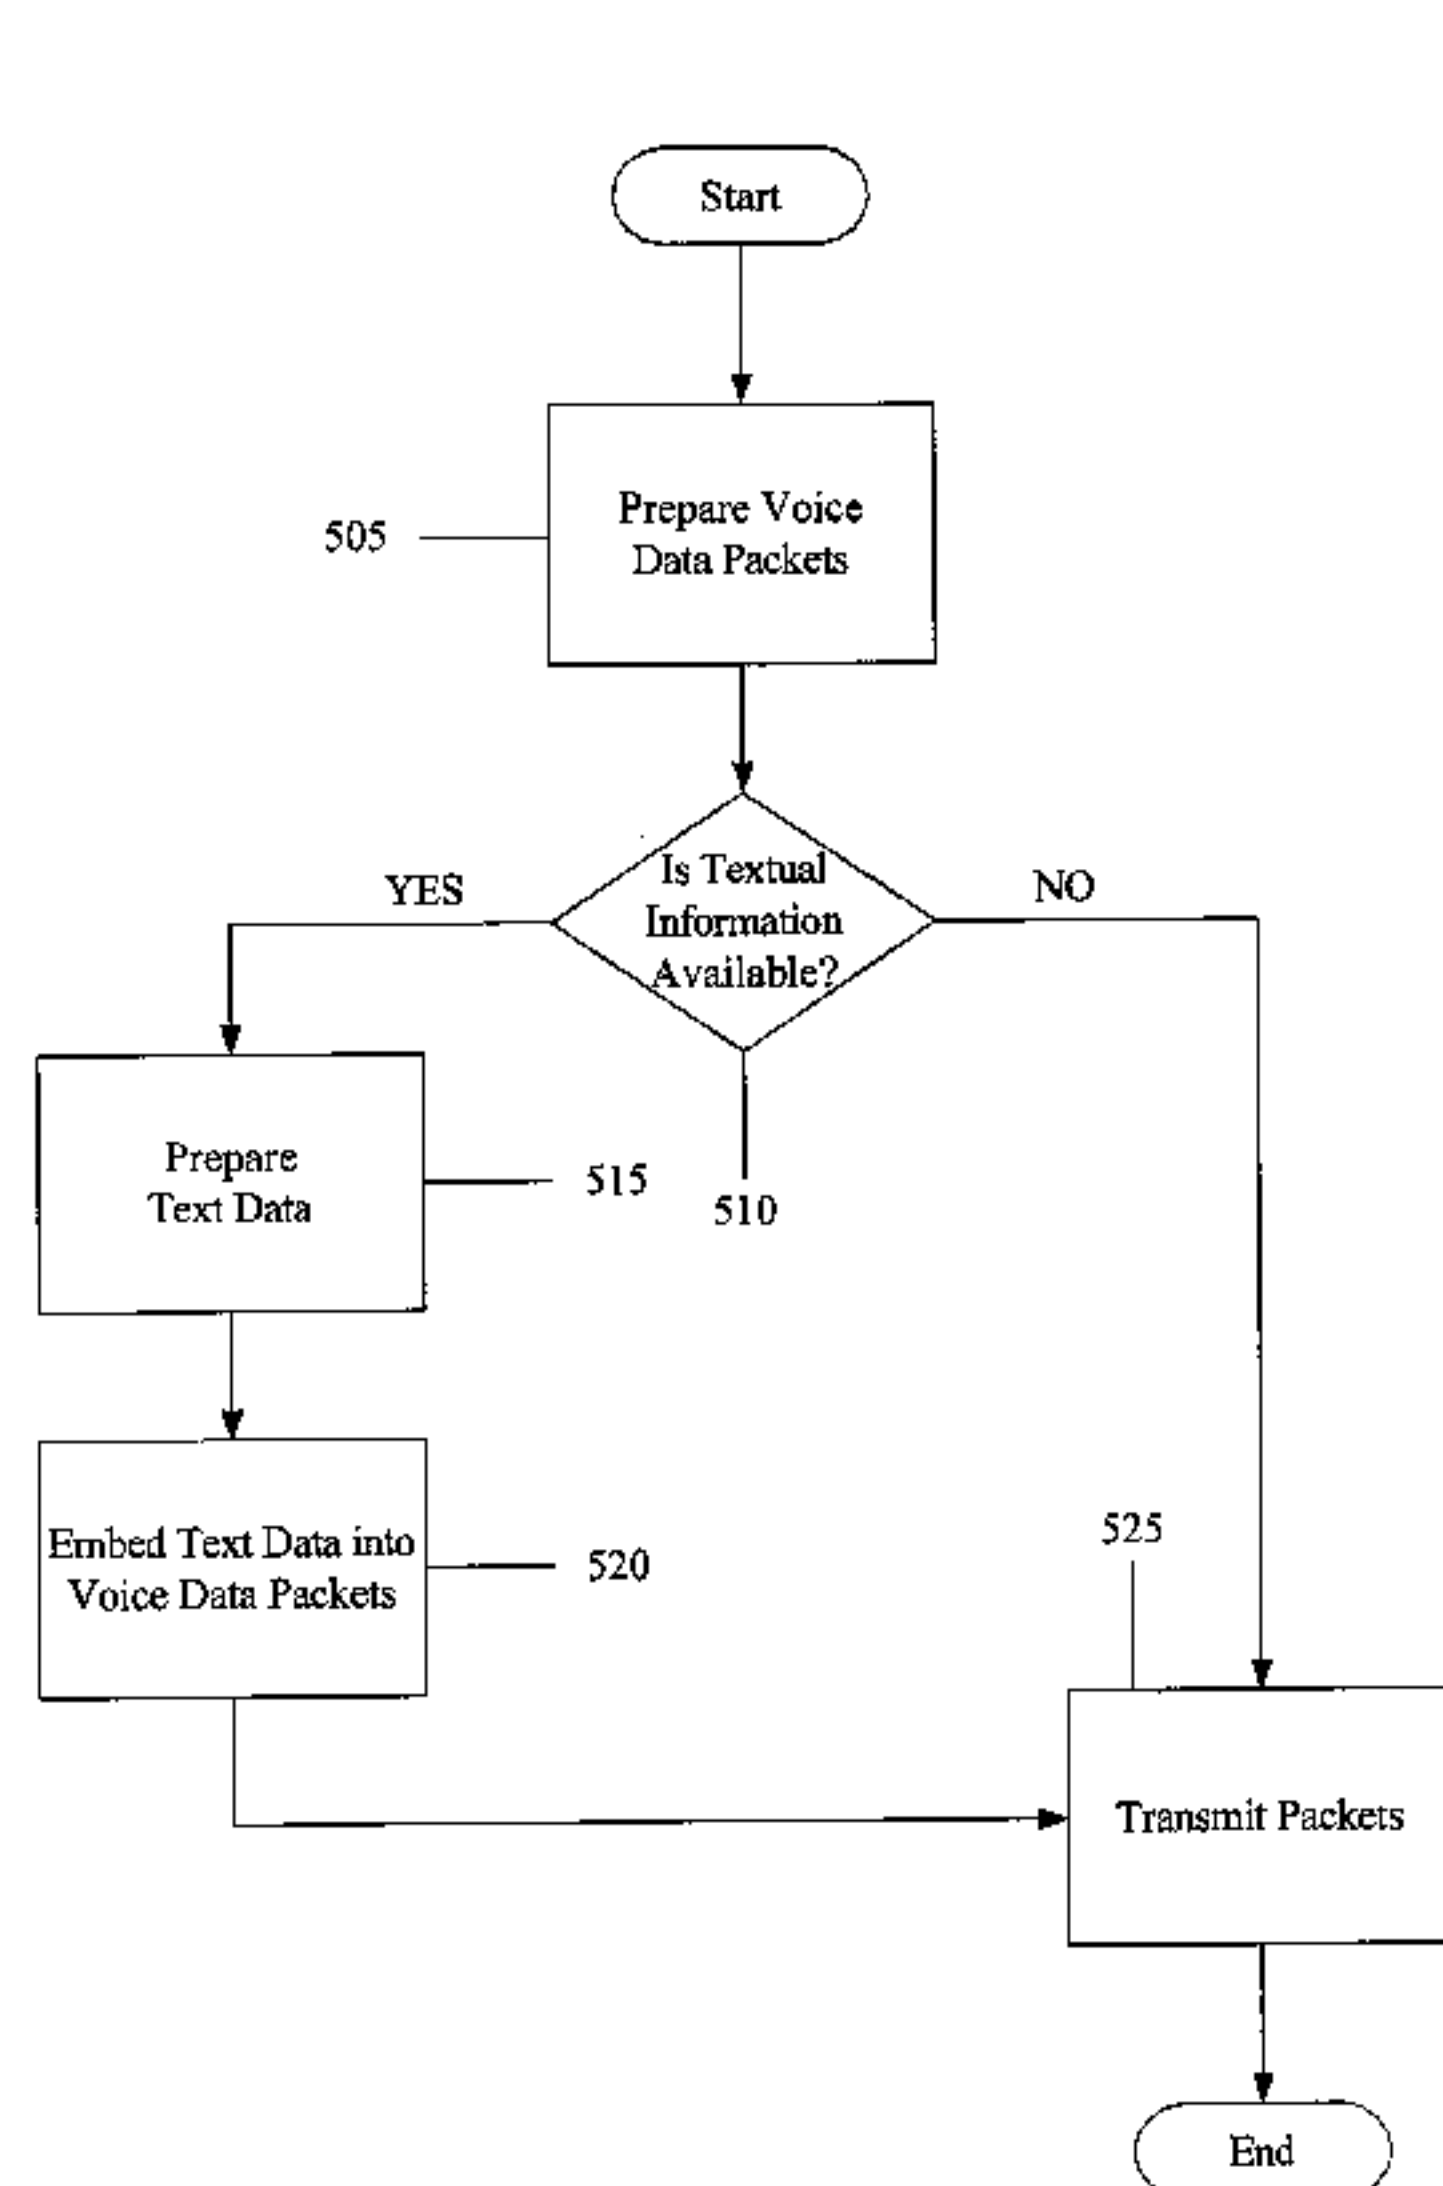 Start
505
Prepare Voice
Data Packets
YES
Is Textual
Information
Available?
NO
Prepare
Text Data
515
510
Embed Text Data into
Voice Data Packets
520
525
Transmit Packets
End